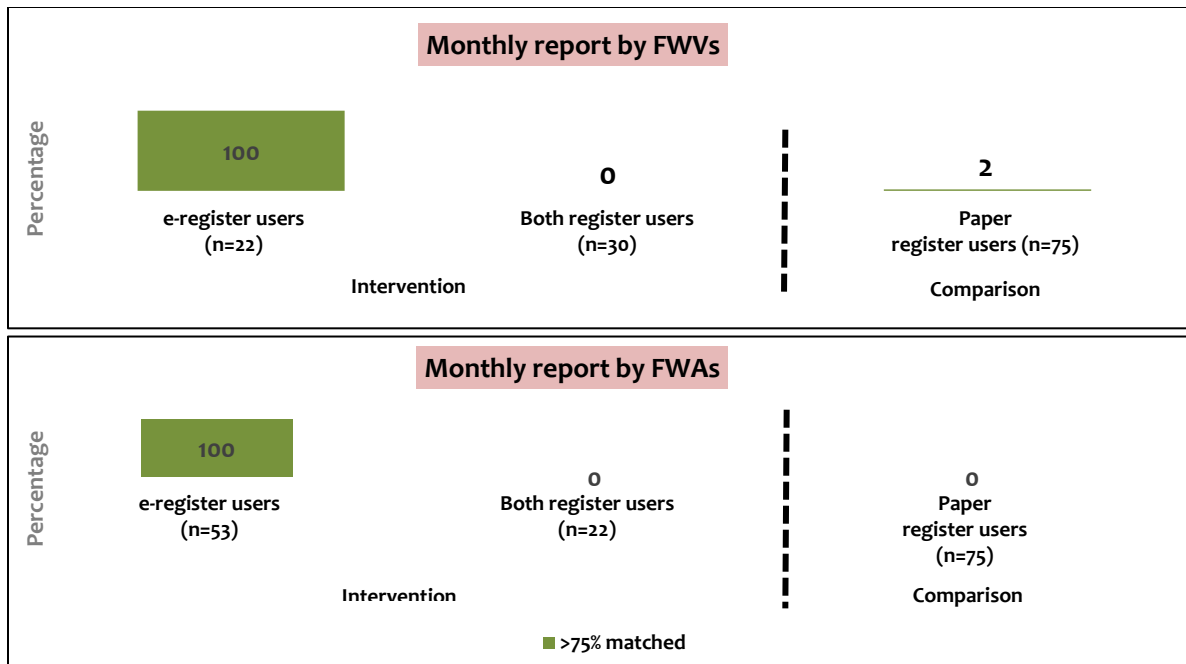 Monthly report by FWVs
Percentage
100
0
2
e-register users
(n=22)
Both register users
(n=30)
Paper
register users (n=75)
Intervention
Comparison
Monthly report by FWAs
Percentage
100
0
0
e-register users
(n=53)
Both register users
(n=22)
Paper
register users
(n=75)
Intervention
Comparison
>75% matched